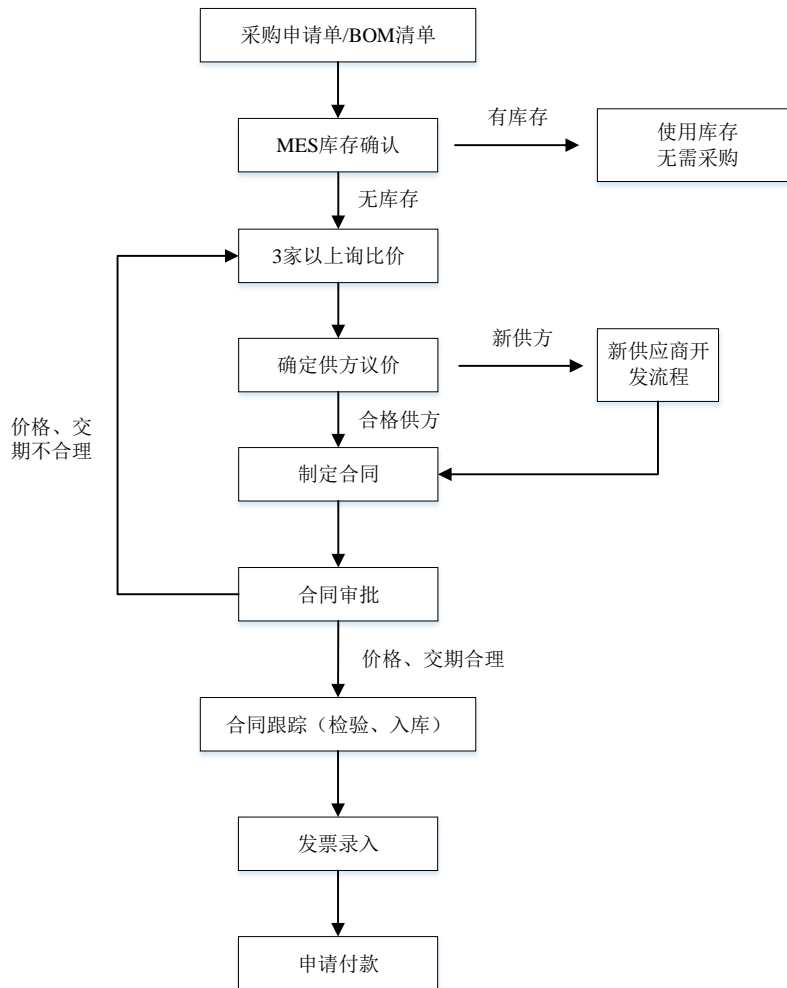 采购申请单/BOM清单
有库存
MES库存确认
使用库存
无需采购
无库存
3家以上询比价
新供方
确定供方议价
新供应商开
发流程
合格供方
价格、交
期不合理
制定合同
合同审批
价格、交期合理
合同跟踪（检验、入库）
发票录入
申请付款